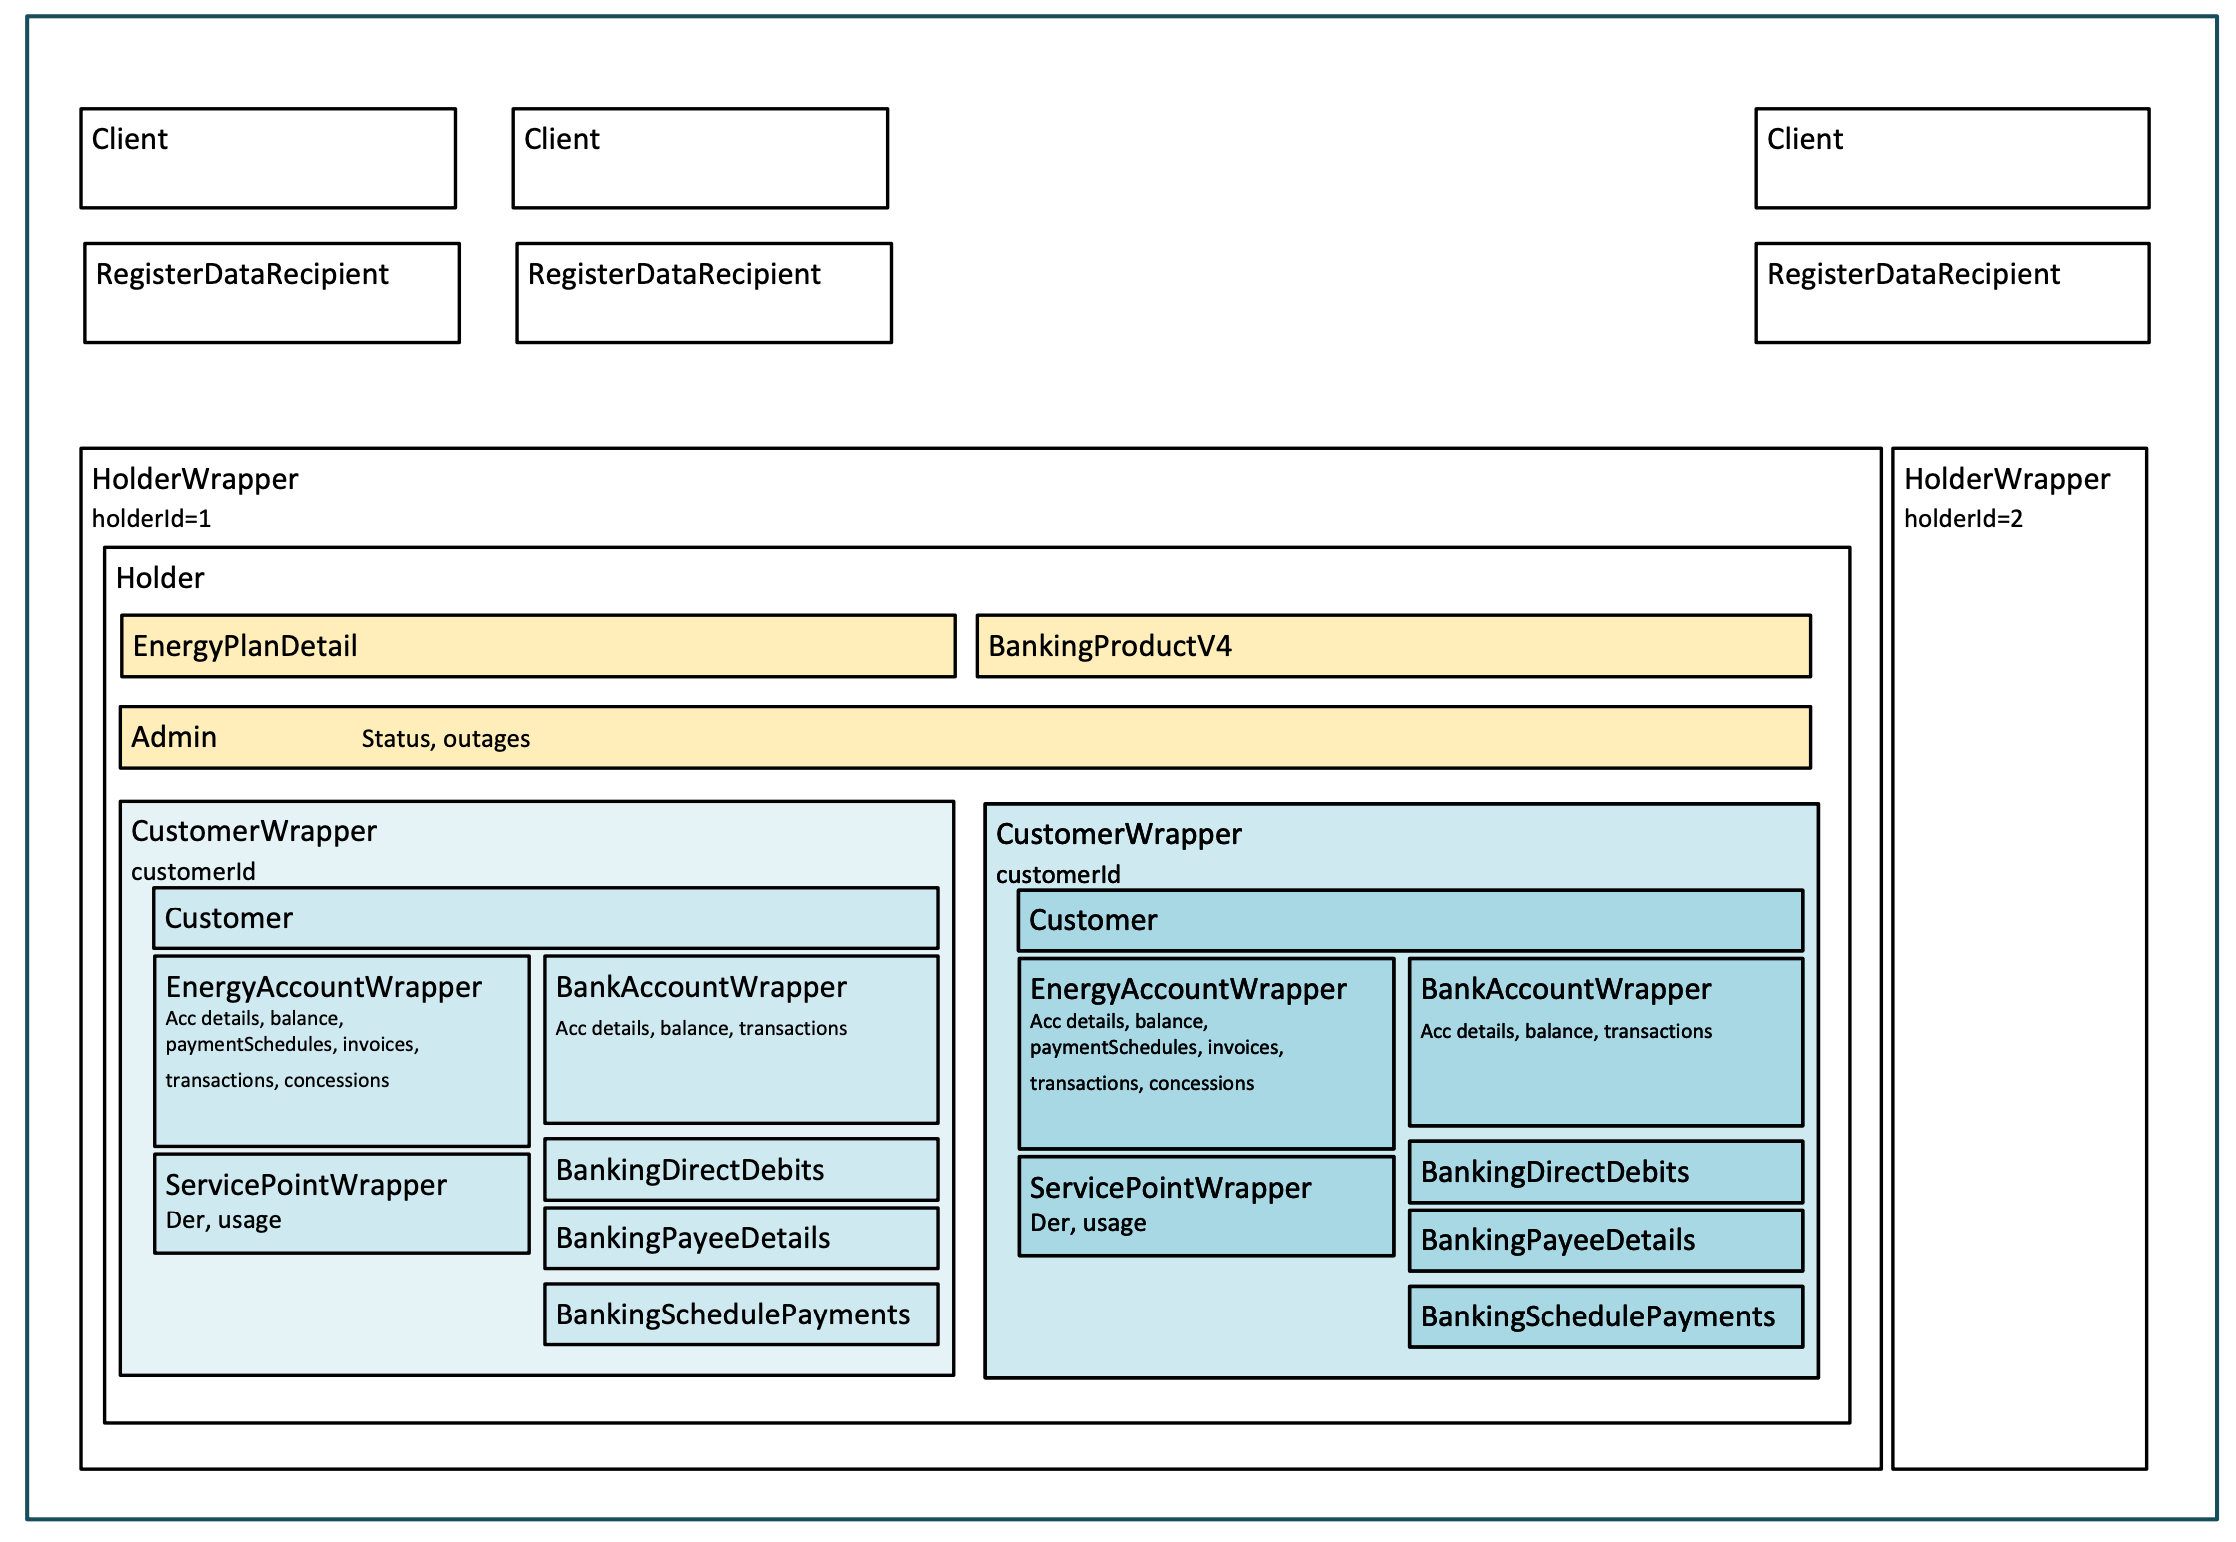 Client
Client
Client
RegisterDataRecipient
RegisterDataRecipient
RegisterDataRecipient
HolderWrapper
holderId=1
HolderWrapper
holderId=2
Holder
EnergyPlanDetail
BankingProductV4
Admin
Status, outages
CustomerWrapper
customerId
Customer
EnergyAccountWrapper
Acc details, balance,
paymentSchedules, invoices,
transactions, concessions
ServicePointWrapper
Der, usage
BankAccountWrapper
Acc details, balance, transactions
BankingDirectDebits
BankingPayeeDetails
BankingSchedulePayments
CustomerWrapper
customerId
Customer
EnergyAccountWrapper
Acc details, balance,
paymentSchedules, invoices,
transactions, concessions
ServicePointWrapper
Der, usage
BankAccountWrapper
Acc details, balance, transactions
BankingDirectDebits
BankingPayeeDetails
BankingSchedulePayments